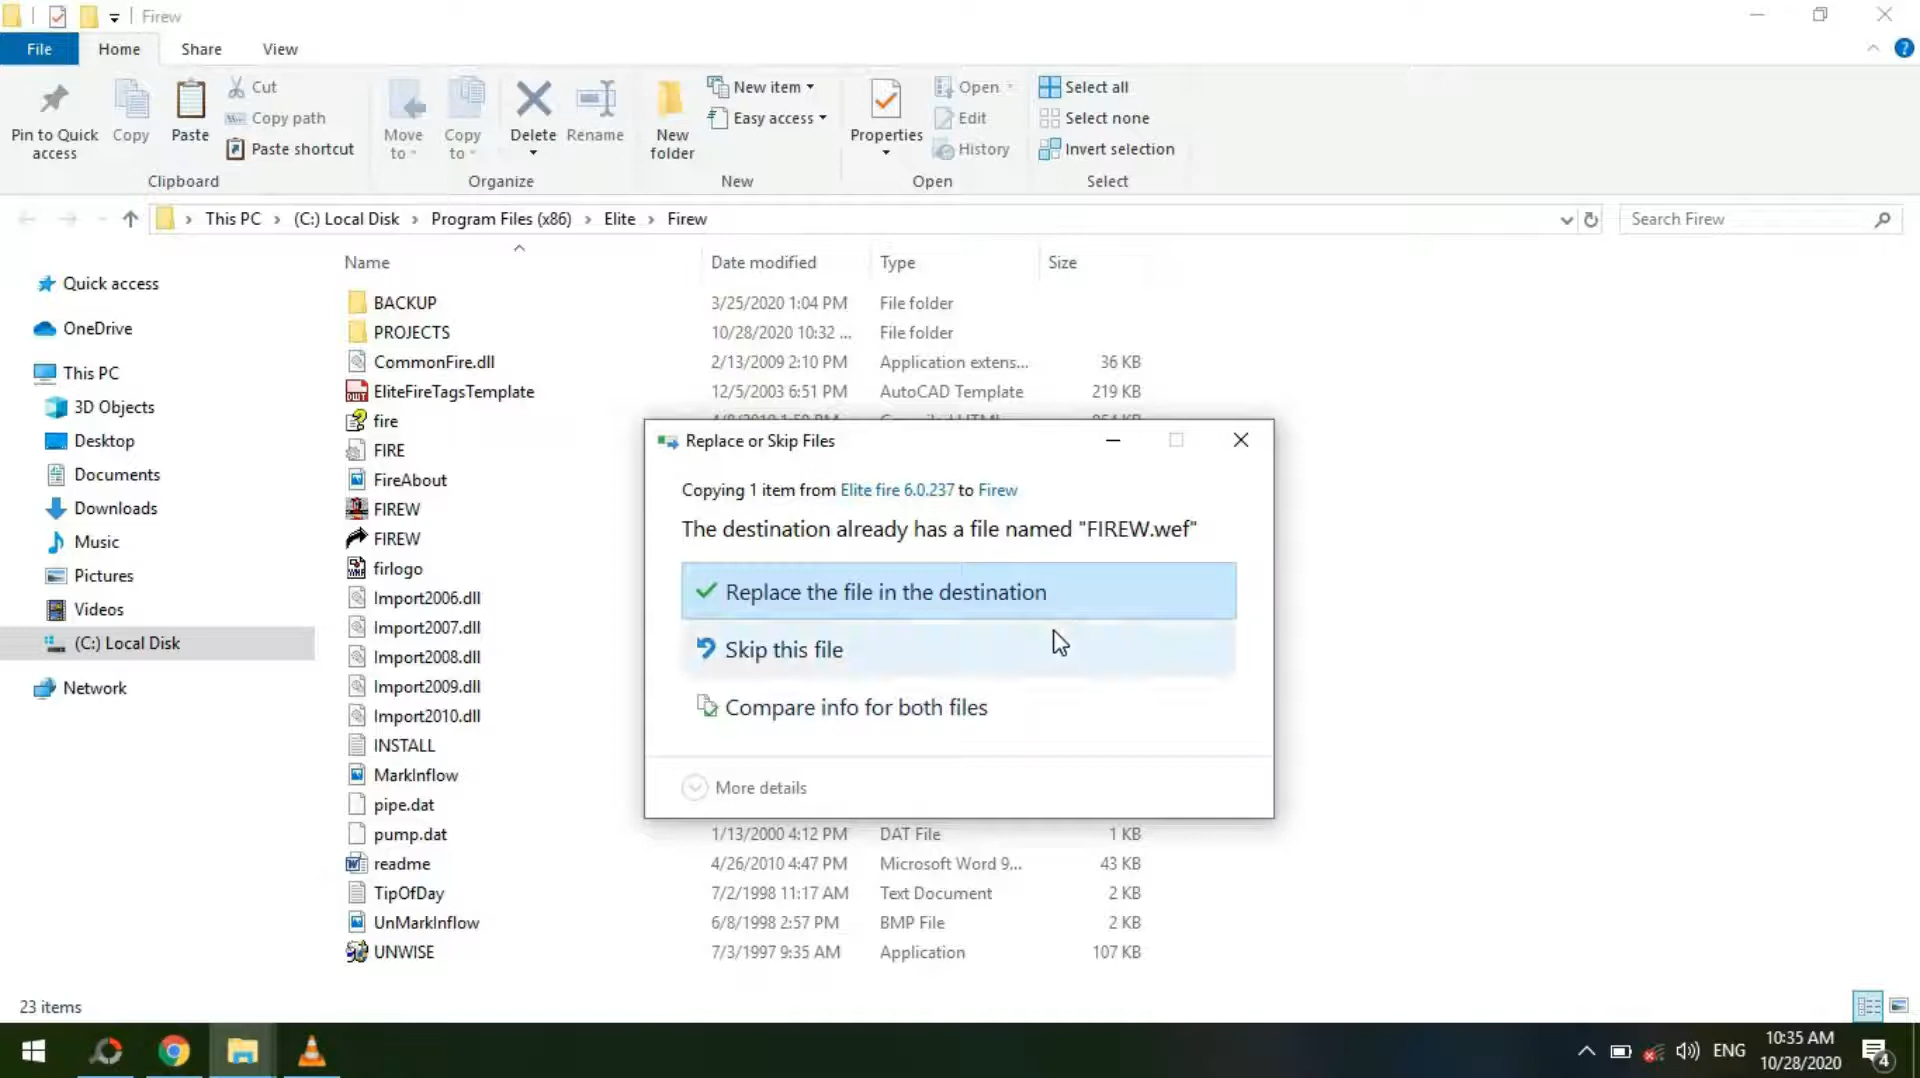 Firew
File Home Share View
Pin to Quick access
Copy
Paste
Cut
Copy path
Paste shortcut
Clipboard
Move to
Copy to
Delete
Rename
Organize
New folder
New item
Easy access
New
Properties
Open
Edit
History
Open
Select all
Select none
Invert selection
Select
This PC > (C:) Local Disk > Program Files (x86) > Elite > Firew
Search Firew
Quick access
OneDrive
This PC
3D Objects
Desktop
Documents
Downloads
Music
Pictures
Videos
(C:) Local Disk
Network
Name Date modified Type Size
BACKUP 3/25/2020 1:04 PM File folder
PROJECTS 10/28/2020 10:32 ... File folder
CommonFire.dll 2/13/2009 2:10 PM Application extens... 36 KB
EliteFireTagsTemplate 12/5/2003 6:51 PM AutoCAD Template 219 KB
fire
FIRE
FireAbout
FIREW
FIREW
firlogo
Import2006.dll
Import2007.dll
Import2008.dll
Import2009.dll
Import2010.dll
INSTALL
MarkInflow
pipe.dat
pump.dat 1/13/2000 4:12 PM DAT File 1 KB
readme 4/26/2010 4:47 PM Microsoft Word 9... 43 KB
TipOfDay 7/2/1998 11:17 AM Text Document 2 KB
UnMarkInflow 6/8/1998 2:57 PM BMP File 2 KB
UNWISE 7/3/1997 9:35 AM Application 107 KB
Replace or Skip Files
Copying 1 item from Elite fire 6.0.237 to Firew
The destination already has a file named "FIREW.wef"
Replace the file in the destination
Skip this file
Compare info for both files
More details
23 items
ENG
10:35 AM
10/28/2020
4